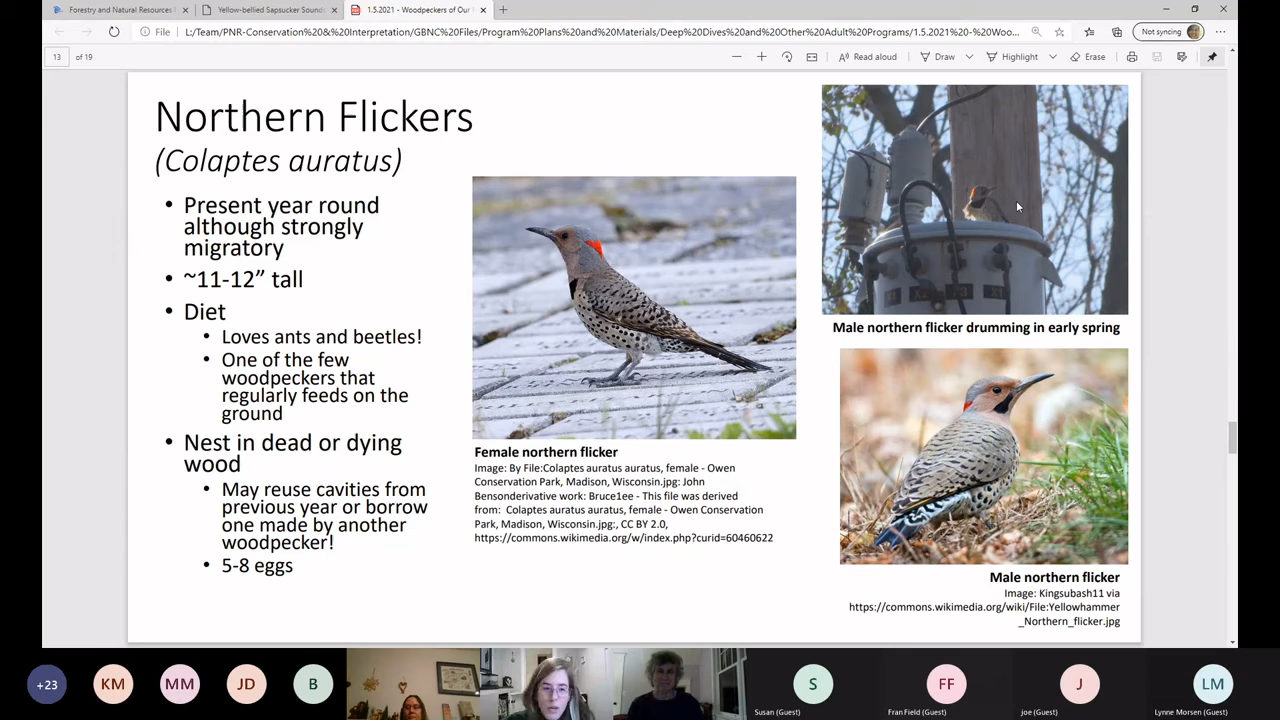 Forestry and Natural Resources
Yellow-bellied Sapsucker Sound
1.5.2021 - Woodpeckers of Our
File
L:/Team/PNR-Conservation%20&%20Interpretation/GBNC%20Files/Program%20Plans%20and%20Materials/Deep%20Dives%20and%20Other%20Adult%20Programs/1.5.2021%20-%20Woo...
Not syncing
13 of 19
Read aloud
Draw
Highlight
Erase
Northern Flickers
(Colaptes auratus)
• Present year round
although strongly
migratory
• ~11-12” tall
• Diet
• Loves ants and beetles!
• One of the few
woodpeckers that
regularly feeds on the
ground
• Nest in dead or dying
wood
• May reuse cavities from
previous year or borrow
one made by another
woodpecker!
• 5-8 eggs
Female northern flicker
Image: By File:Colaptes auratus auratus, female - Owen
Conservation Park, Madison, Wisconsin.jpg: John
Bensonderivative work: Bruce1ee - This file was derived
from: Colaptes auratus auratus, female - Owen Conservation
Park, Madison, Wisconsin.jpg:, CC BY 2.0,
https://commons.wikimedia.org/w/index.php?curid=60460622
X2
X1
Male northern flicker drumming in early spring
Male northern flicker
Image: Kingsubash11 via
https://commons.wikimedia.org/wiki/File:Yellowhammer
_Northern_flicker.jpg
+23
KM
MM
JD
B
S
FF
J
LM
Susan (Guest)
Fran Field (Guest)
joe (Guest)
Lynne Morsen (Guest)